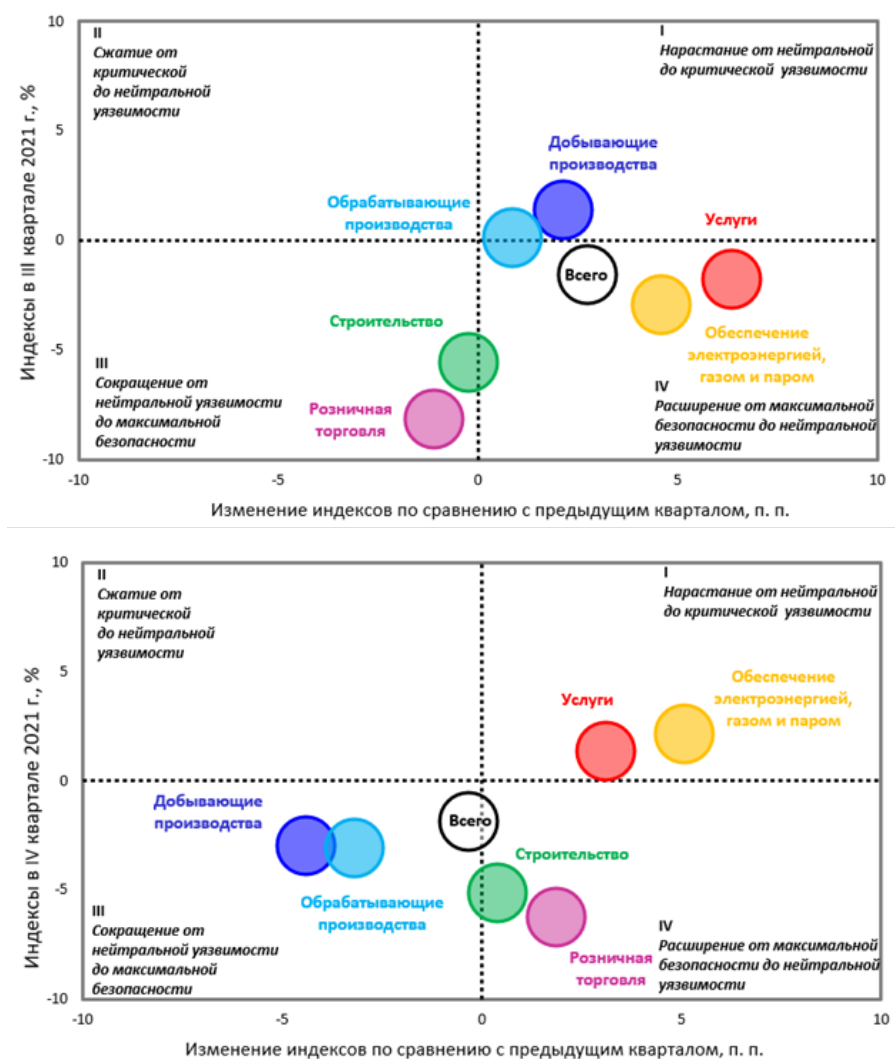 10
5
0
-5
-10
-10
-5
0
5
10
Индексы в III квартале 2021 г., %
II
Сжатие от
критической
до нейтральной
уязвимости
I
Нарастание от нейтральной
до критической уязвимости
Добывающие
производства
Обрабатывающие
производства
Услуги
Всего
Строительство
Обеспечение
электроэнергией,
газом и паром
III
Сокращение от
нейтральной уязвимости
до максимальной
безопасности
Розничная
торговля
IV
Расширение от максимальной
безопасности до нейтральной
уязвимости
Изменение индексов по сравнению с предыдущим кварталом, п. п.
10
5
0
-5
-10
-10
-5
0
5
10
Индексы в IV квартале 2021 г., %
II
Сжатие от
критической
до нейтральной
уязвимости
I
Нарастание от нейтральной
до критической уязвимости
Обеспечение
электроэнергией,
газом и паром
Услуги
Добывающие
производства
Всего
Строительство
Обрабатывающие
производства
III
Сокращение от
нейтральной уязвимости
до максимальной
безопасности
Розничная
торговля
IV
Расширение от максимальной
безопасности до нейтральной
уязвимости
Изменение индексов по сравнению с предыдущим кварталом, п. п.